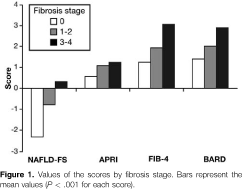 Fibrosis stage
0
1-2
3-4
4
3
2
1
0
-1
-2
-3
Score
NAFLD-FS APRI FIB-4 BARD
Figure 1. Values of the scores by fibrosis stage. Bars represent the
mean values (P < .001 for each score).